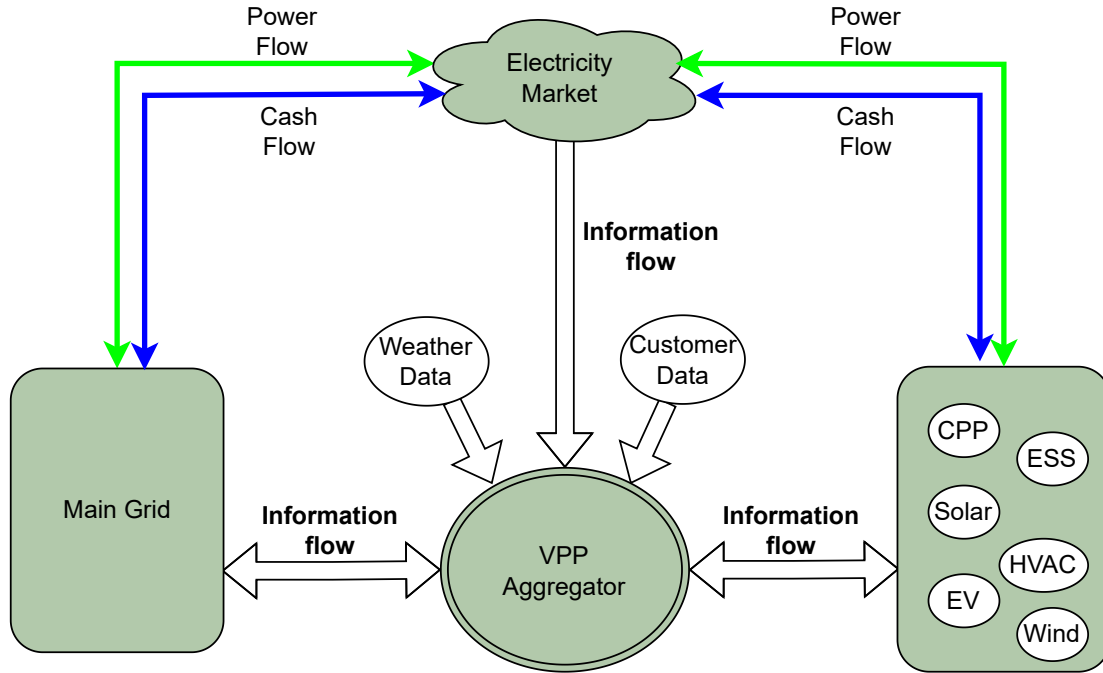 Power
Flow
Electricity
Market
Power
Flow
Cash
Flow
Cash
Flow
Information
flow
Weather
Data
Customer
Data
CPP
ESS
Main Grid
Information
flow
VPP
Aggregator
Information
flow
Solar
HVAC
EV
Wind